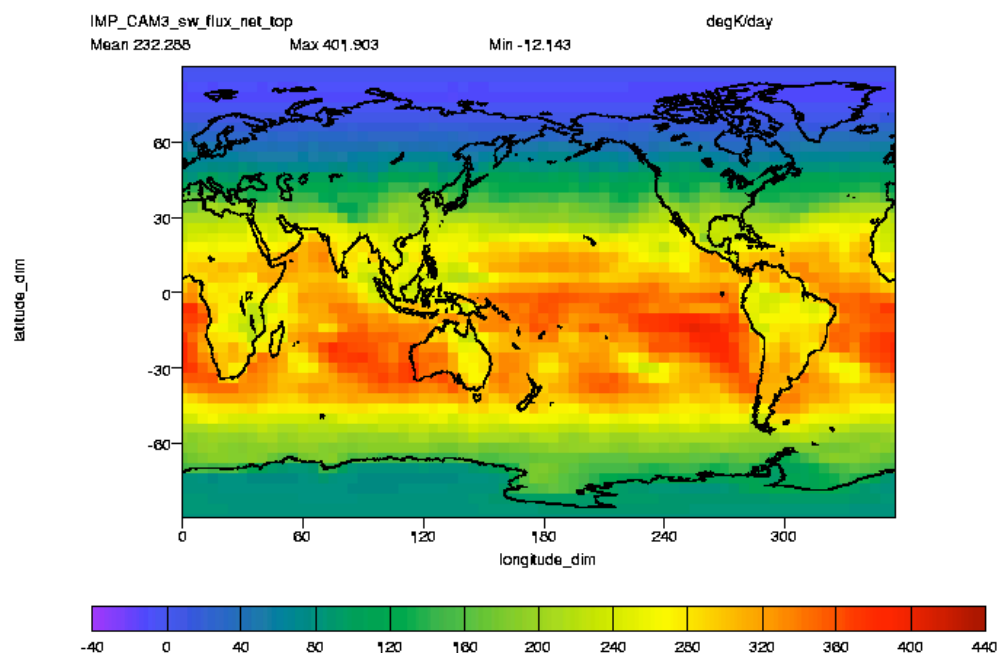 IMP_CAM3_sw_flux_net_top degK/day
Mean 232.288 Max 401.903 Min -12.143
60
30
0
-30
-60
latitude_dim
0 60 120 180 240 300
longitude_dim
-40 0 40 80 120 160 200 240 280 320 360 400 440